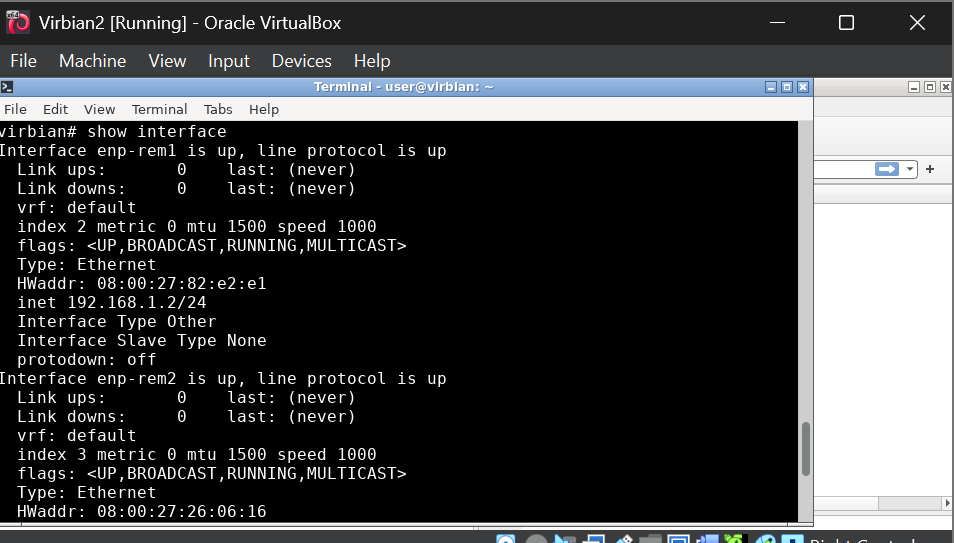 Virbian2 [Running] - Oracle VirtualBox
File Machine View Input Devices Help
Terminal - user@virbian: ~
File Edit View Terminal Tabs Help
virbian# show interface
Interface enp-rem1 is up, line protocol is up
  Link ups:       0    last: (never)
  Link downs:     0    last: (never)
  vrf: default
  index 2 metric 0 mtu 1500 speed 1000
  flags: <UP,BROADCAST,RUNNING,MULTICAST>
  Type: Ethernet
  HWaddr: 08:00:27:82:e2:e1
  inet 192.168.1.2/24
  Interface Type Other
  Interface Slave Type None
  protodown: off
Interface enp-rem2 is up, line protocol is up
  Link ups:       0    last: (never)
  Link downs:     0    last: (never)
  vrf: default
  index 3 metric 0 mtu 1500 speed 1000
  flags: <UP,BROADCAST,RUNNING,MULTICAST>
  Type: Ethernet
  HWaddr: 08:00:27:26:06:16
Right Control